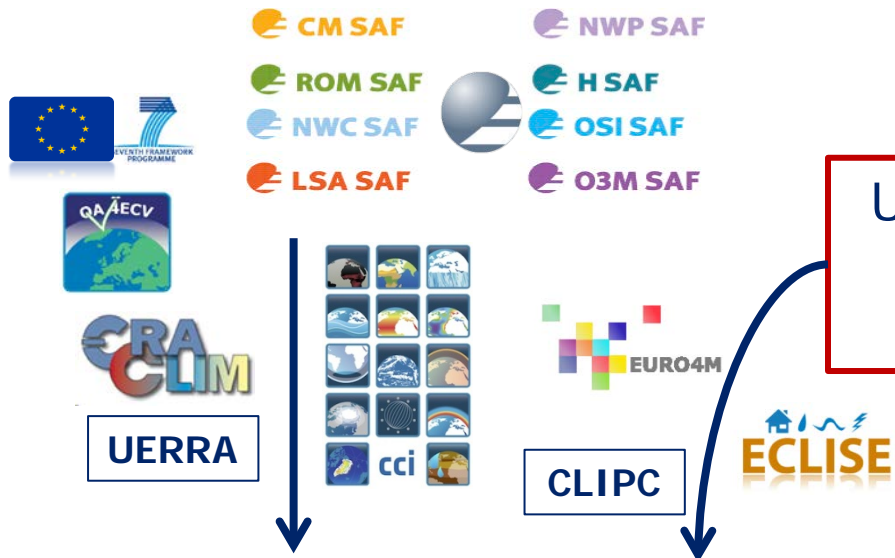 CM SAF
NWP SAF
ROM SAF
H SAF
NWC SAF
OSI SAF
LSA SAF
O3M SAF
SEVENTH FRAMEWORK
PROGRAMME
QA4ECV
U
ERA
CLIM
EURO4M
UERRA
cci
CLIPC
ECLISE